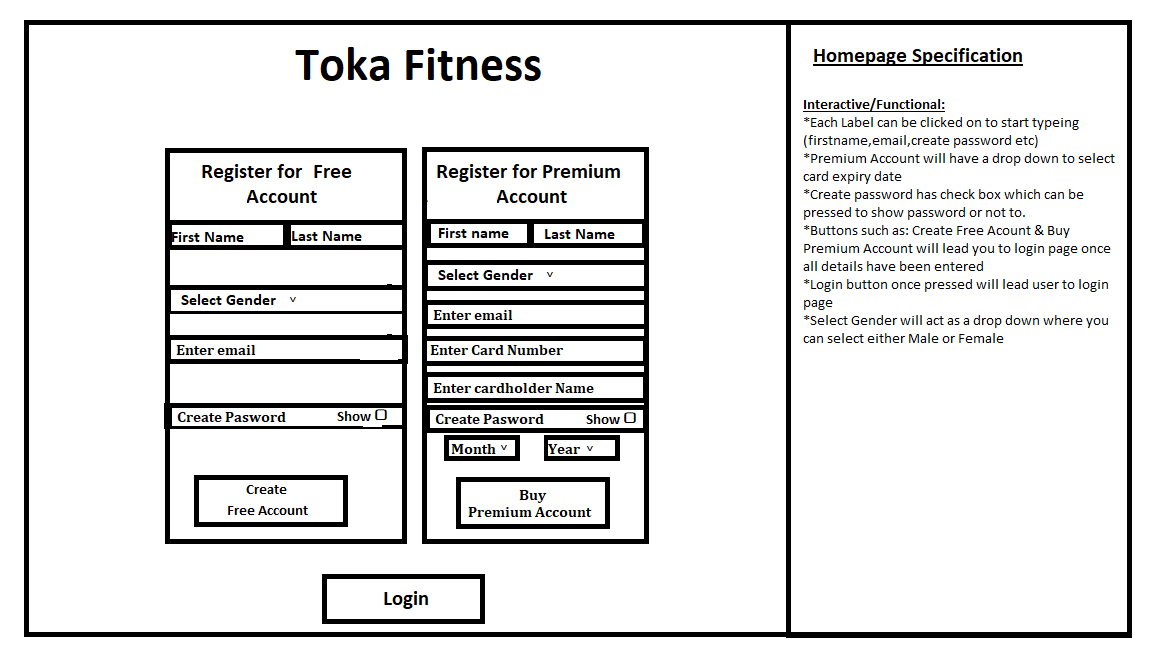 Toka Fitness
Register for Free
Account
First Name
Last Name
Select Gender ˅
Enter email
Create Pasword
Show
Create
Free Account
Register for Premium
Account
First name
Last Name
Select Gender ˅
Enter email
Enter Card Number
Enter cardholder Name
Create Pasword
Show
Month ˅
Year ˅
Buy
Premium Account
Login
Homepage Specification
Interactive/Functional:
*Each Label can be clicked on to start typeing
(firstname,email,create password etc)
*Premium Account will have a drop down to select
card expiry date
*Create password has check box which can be
pressed to show password or not to.
*Buttons such as: Create Free Acount & Buy
Premium Account will lead you to login page once
all details have been entered
*Login button once pressed will lead user to login
page
*Select Gender will act as a drop down where you
can select either Male or Female